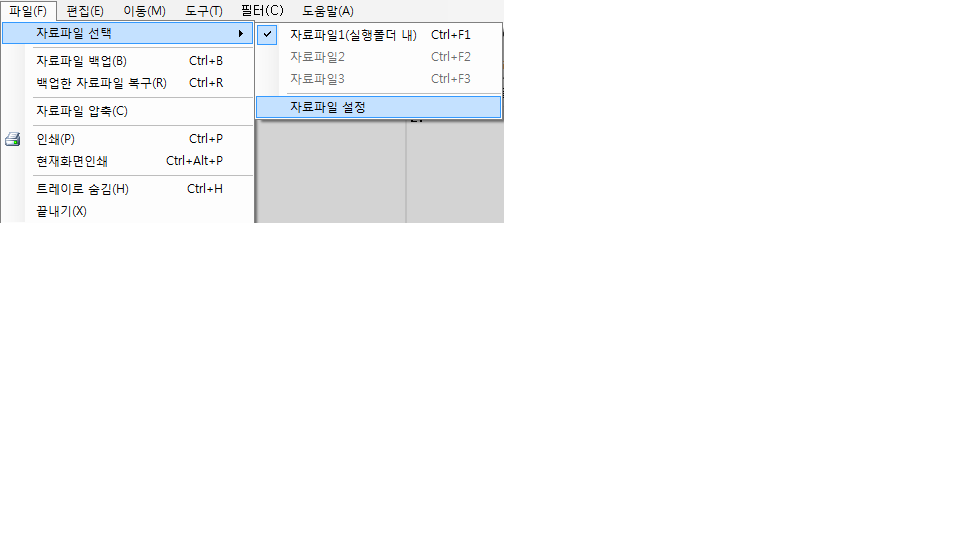 파일(F) 편집(E) 이동(M) 도구(T) 필터(C) 도움말(A)
자료파일 선택
자료파일1(실행폴더 내) Ctrl+F1
자료파일2 Ctrl+F2
자료파일3 Ctrl+F3
자료파일 설정
자료파일 백업(B) Ctrl+B
백업한 자료파일 복구(R) Ctrl+R
자료파일 압축(C)
인쇄(P) Ctrl+P
현재화면인쇄 Ctrl+Alt+P
트레이로 숨김(H) Ctrl+H
끝내기(X)